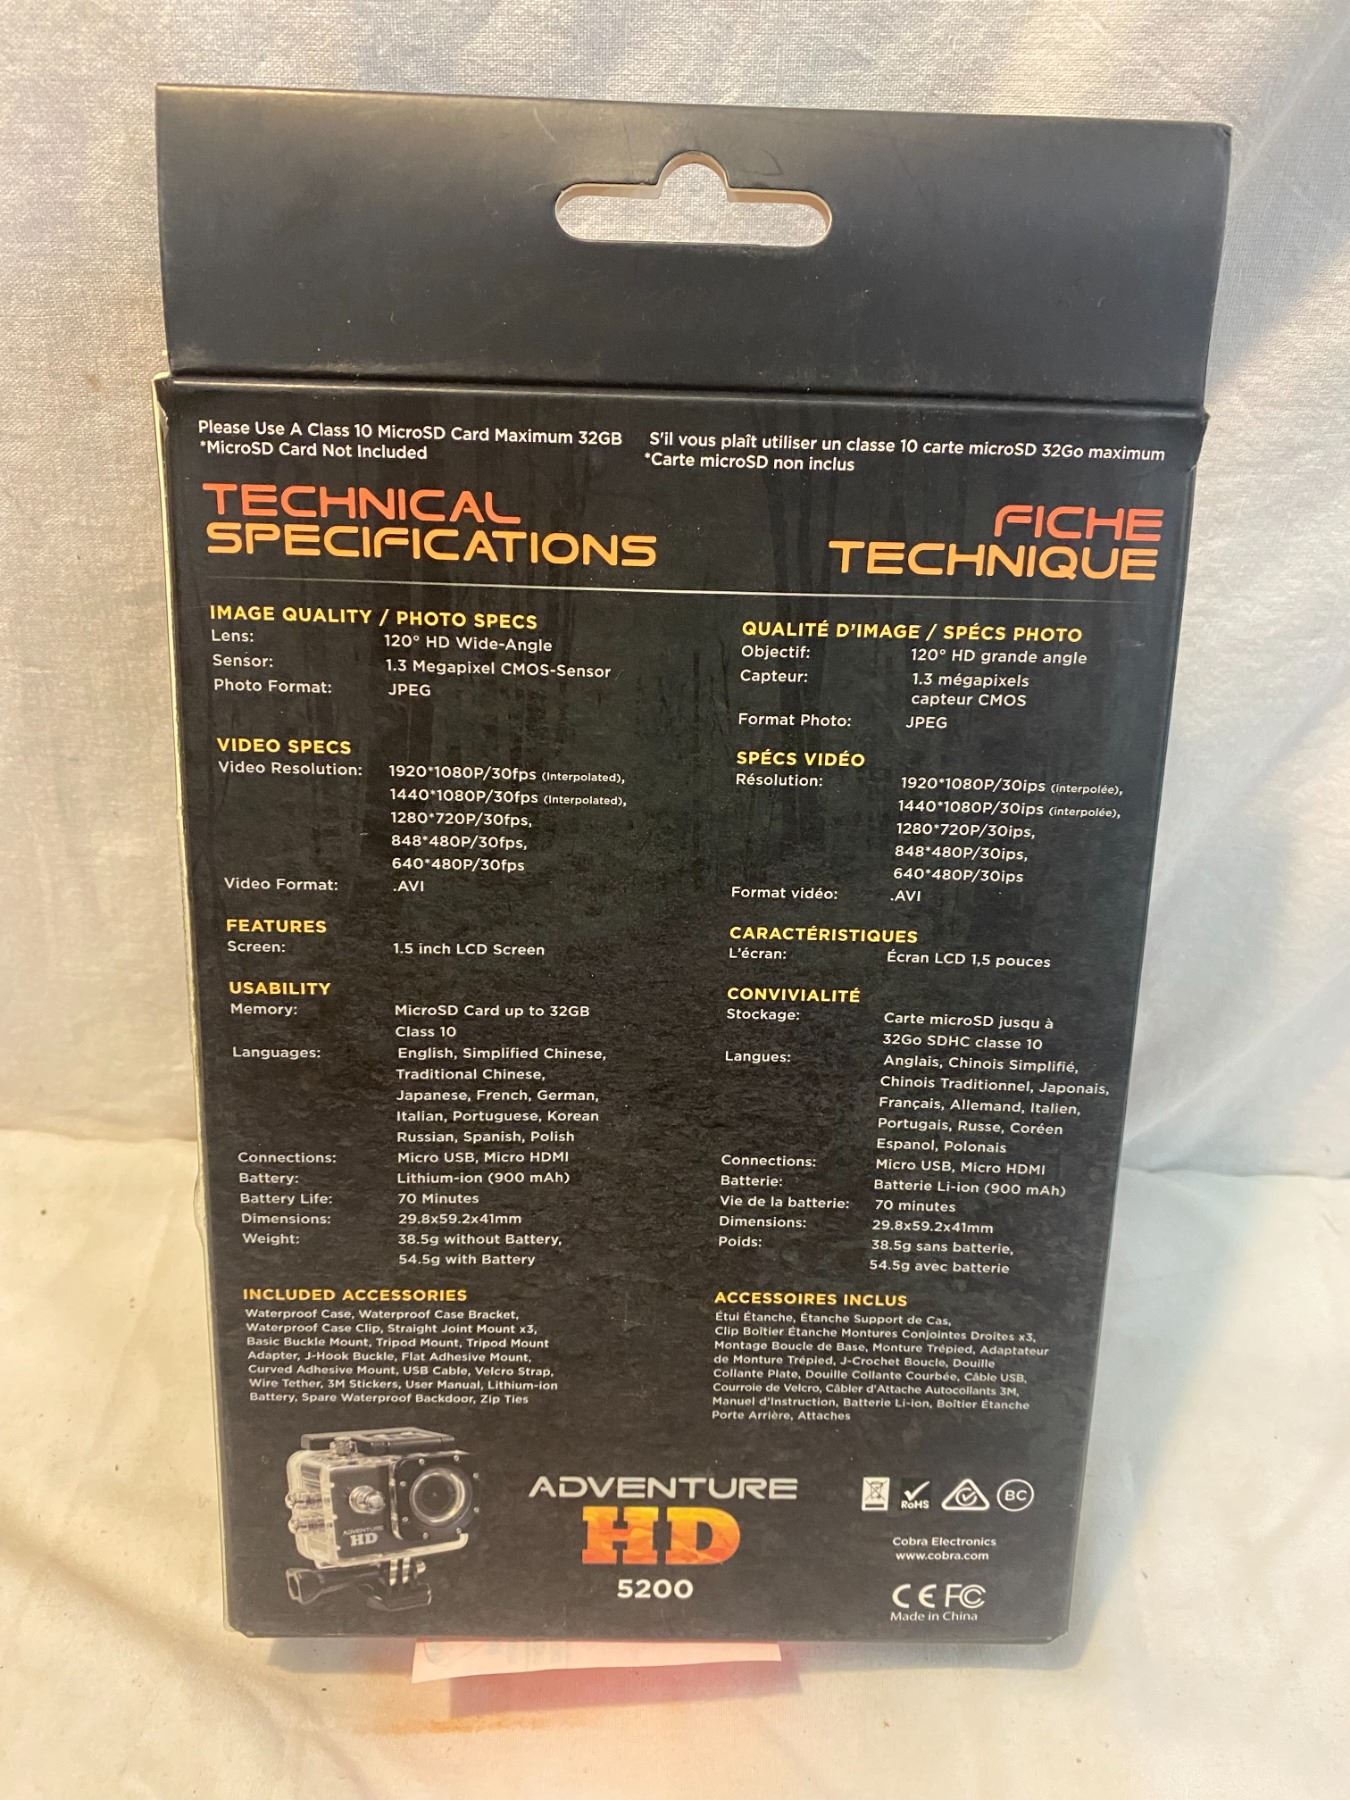 Please Use A Class 10 MicroSD Card Maximum 32GB
*MicroSD Card Not Included
S'il vous plaît utiliser un classe 10 carte microSD 32Go maximum
*Carte microSD non inclus
TECHNICAL
SPECIFICATIONS
IMAGE QUALITY / PHOTO SPECS
Lens: 120° HD Wide-Angle
Sensor: 1.3 Megapixel CMOS-Sensor
Photo Format: JPEG
VIDEO SPECS
Video Resolution: 1920*1080P/30fps (Interpolated),
1440*1080P/30fps (Interpolated),
1280*720P/30fps,
848*480P/30fps,
640*480P/30fps
Video Format: .AVI
FEATURES
Screen: 1.5 inch LCD Screen
USABILITY
Memory: MicroSD Card up to 32GB
Class 10
Languages: English, Simplified Chinese,
Traditional Chinese,
Japanese, French, German,
Italian, Portuguese, Korean
Russian, Spanish, Polish
Connections: Micro USB, Micro HDMI
Battery: Lithium-ion (900 mAh)
Battery Life: 70 Minutes
Dimensions: 29.8x59.2x41mm
Weight: 38.5g without Battery,
54.5g with Battery
INCLUDED ACCESSORIES
Waterproof Case, Waterproof Case Bracket,
Waterproof Case Clip, Straight Joint Mount x3,
Basic Buckle Mount, Tripod Mount, Tripod Mount
Adapter, J-Hook Buckle, Flat Adhesive Mount,
Curved Adhesive Mount, USB Cable, Velcro Strap,
Wire Tether, 3M Stickers, User Manual, Lithium-ion
Battery, Spare Waterproof Backdoor, Zip Ties
FICHE
TECHNIQUE
QUALITÉ D'IMAGE / SPÉCS PHOTO
Objectif: 120° HD grande angle
Capteur: 1.3 mégapixels
capteur CMOS
Format Photo: JPEG
SPÉCS VIDÉO
Résolution: 1920*1080P/30ips (interpolée),
1440*1080P/30ips (interpolée),
1280*720P/30ips,
848*480P/30ips,
640*480P/30ips
Format vidéo: .AVI
CARACTÉRISTIQUES
L'écran: Écran LCD 1,5 pouces
CONVIVIALITÉ
Stockage: Carte microSD jusqu à
32Go SDHC classe 10
Langues: Anglais, Chinois Simplifié,
Chinois Traditionnel, Japonais,
Français, Allemand, Italien,
Portugais, Russe, Coréen
Espanol, Polonais
Connections: Micro USB, Micro HDMI
Batterie: Batterie Li-ion (900 mAh)
Vie de la batterie: 70 minutes
Dimensions: 29.8x59.2x41mm
Poids: 38.5g sans batterie,
54.5g avec batterie
ACCESSOIRES INCLUS
Étui Étanche, Étanche Support de Cas,
Clip Boîtier Étanche Montures Conjointes Droites x3,
Montage Boucle de Base, Monture Trépied, Adaptateur
de Monture Trépied, J-Crochet Boucle, Douille
Collante Plate, Douille Collante Courbée, Câble USB,
Courroie de Velcro, Câbler d'Attache Autocollants 3M,
Manuel d'Instruction, Batterie Li-Ion, Boîtier Étanche
Porte Arrière, Attaches
ADVENTURE
HD
ADVENTURE
HD
5200
RoHS
BC
Cobra Electronics
www.cobra.com
CE FC
Made in China